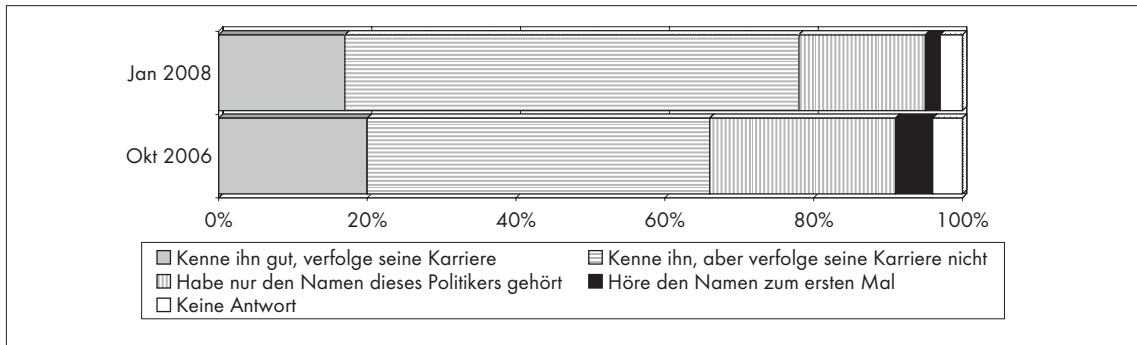 Jan 2008
Okt 2006
0% 20% 40% 60% 80% 100%
Kenne ihn gut, verfolge seine Karriere Kenne ihn, aber verfolge seine Karriere nicht
Habe nur den Namen dieses Politikers gehört Höre den Namen zum ersten Mal
Keine Antwort